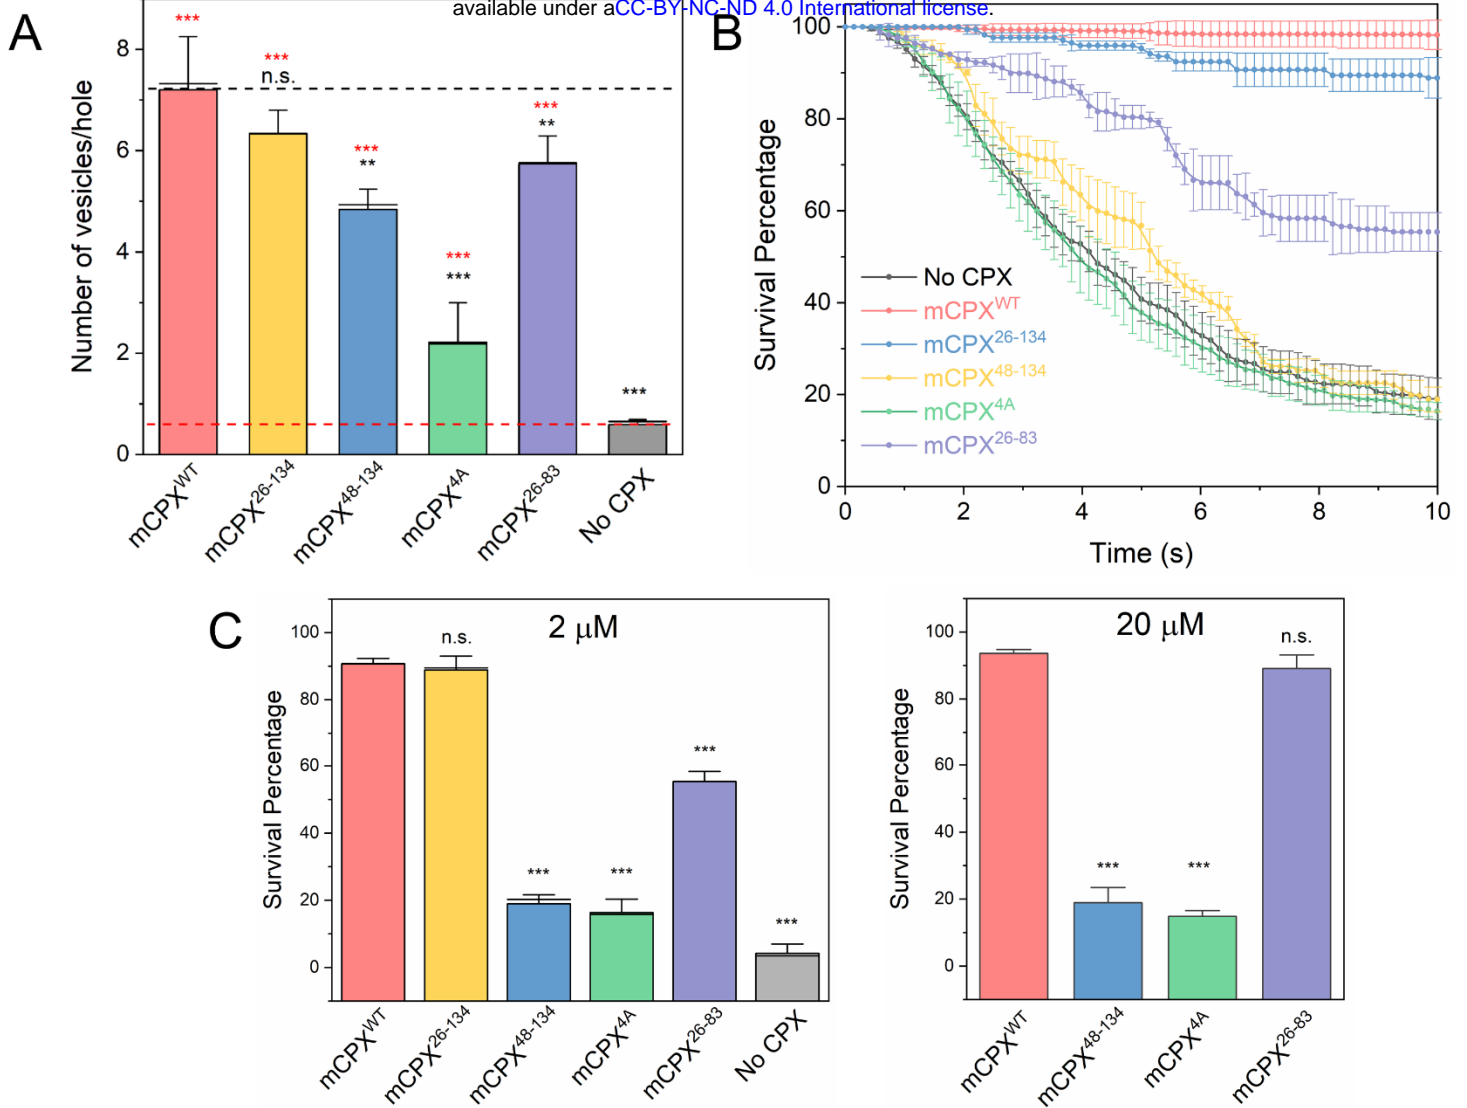 available under aCC-BY-NC-ND 4.0 International license.
A
Number of vesicles/hole
8
6
4
2
0
***
***
n.s.
***
**
***
***
***
**
***
mCPX^WT
mCPX^26-134
mCPX^48-134
mCPX^4A
mCPX^26-83
No CPX
B
Survival Percentage
100
80
60
40
20
0
No CPX
mCPX^WT
mCPX^26-134
mCPX^48-134
mCPX^4A
mCPX^26-83
0
2
4
6
8
10
Time (s)
C
2 μM
Survival Percentage
100
80
60
40
20
0
n.s.
***
***
***
***
mCPX^WT
mCPX^26-134
mCPX^48-134
mCPX^4A
mCPX^26-83
No CPX
20 μM
Survival Percentage
100
80
60
40
20
0
***
***
n.s.
mCPX^WT
mCPX^48-134
mCPX^4A
mCPX^26-83